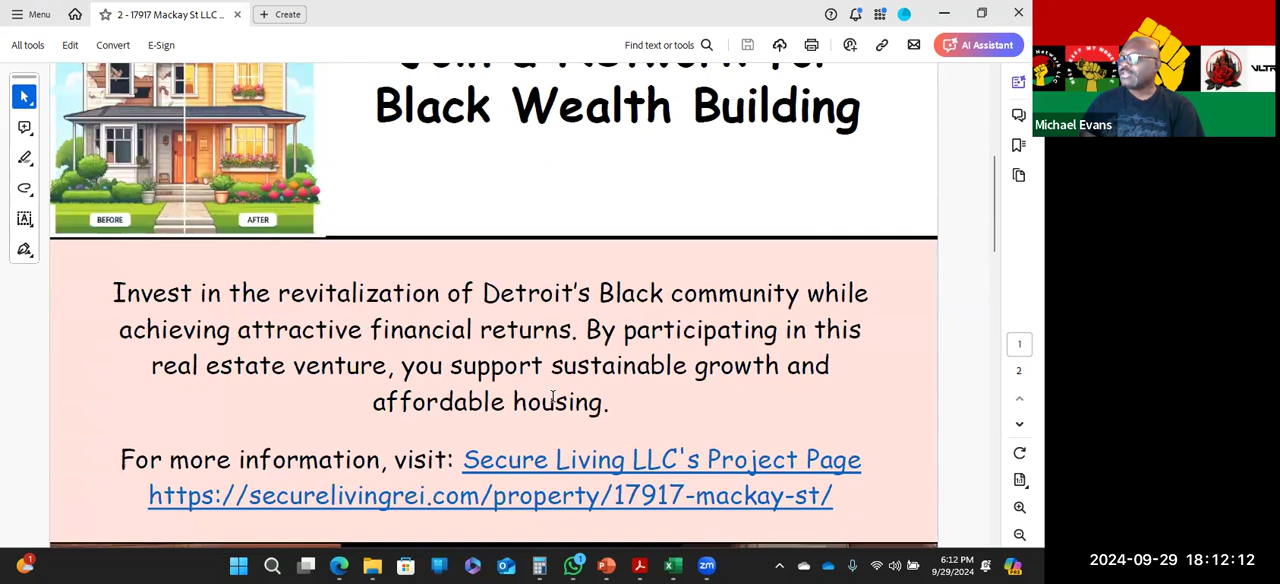 Menu
2 - 17917 Mackay St LLC ...
Create
All tools
Edit
Convert
E-Sign
Find text or tools
AI Assistant
Black Wealth Building
BEFORE
AFTER
Invest in the revitalization of Detroit's Black community while
achieving attractive financial returns. By participating in this
real estate venture, you support sustainable growth and
affordable housing.
For more information, visit: Secure Living LLC's Project Page
https://securelivingrei.com/property/17917-mackay-st/
1
2
Michael Evans
6:12 PM
9/29/2024
2024-09-29 18:12:12